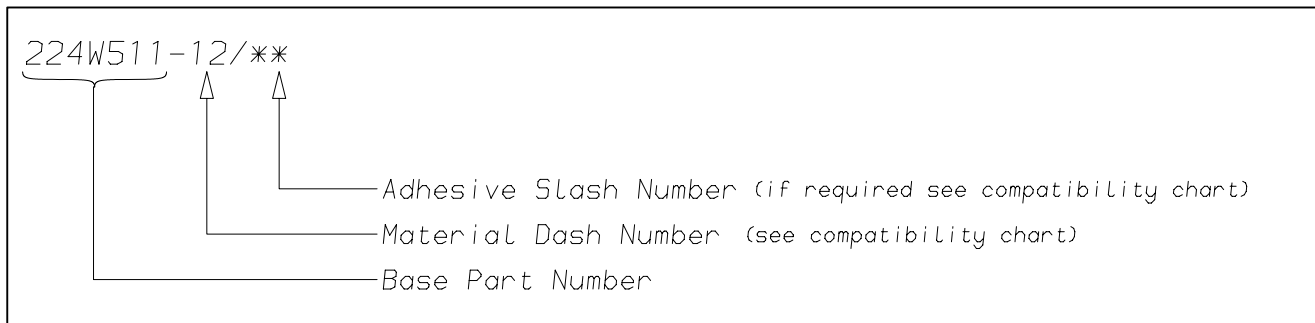 224W511-12/**
Adhesive Slash Number (if required see compatibility chart)
Material Dash Number (see compatibility chart)
Base Part Number